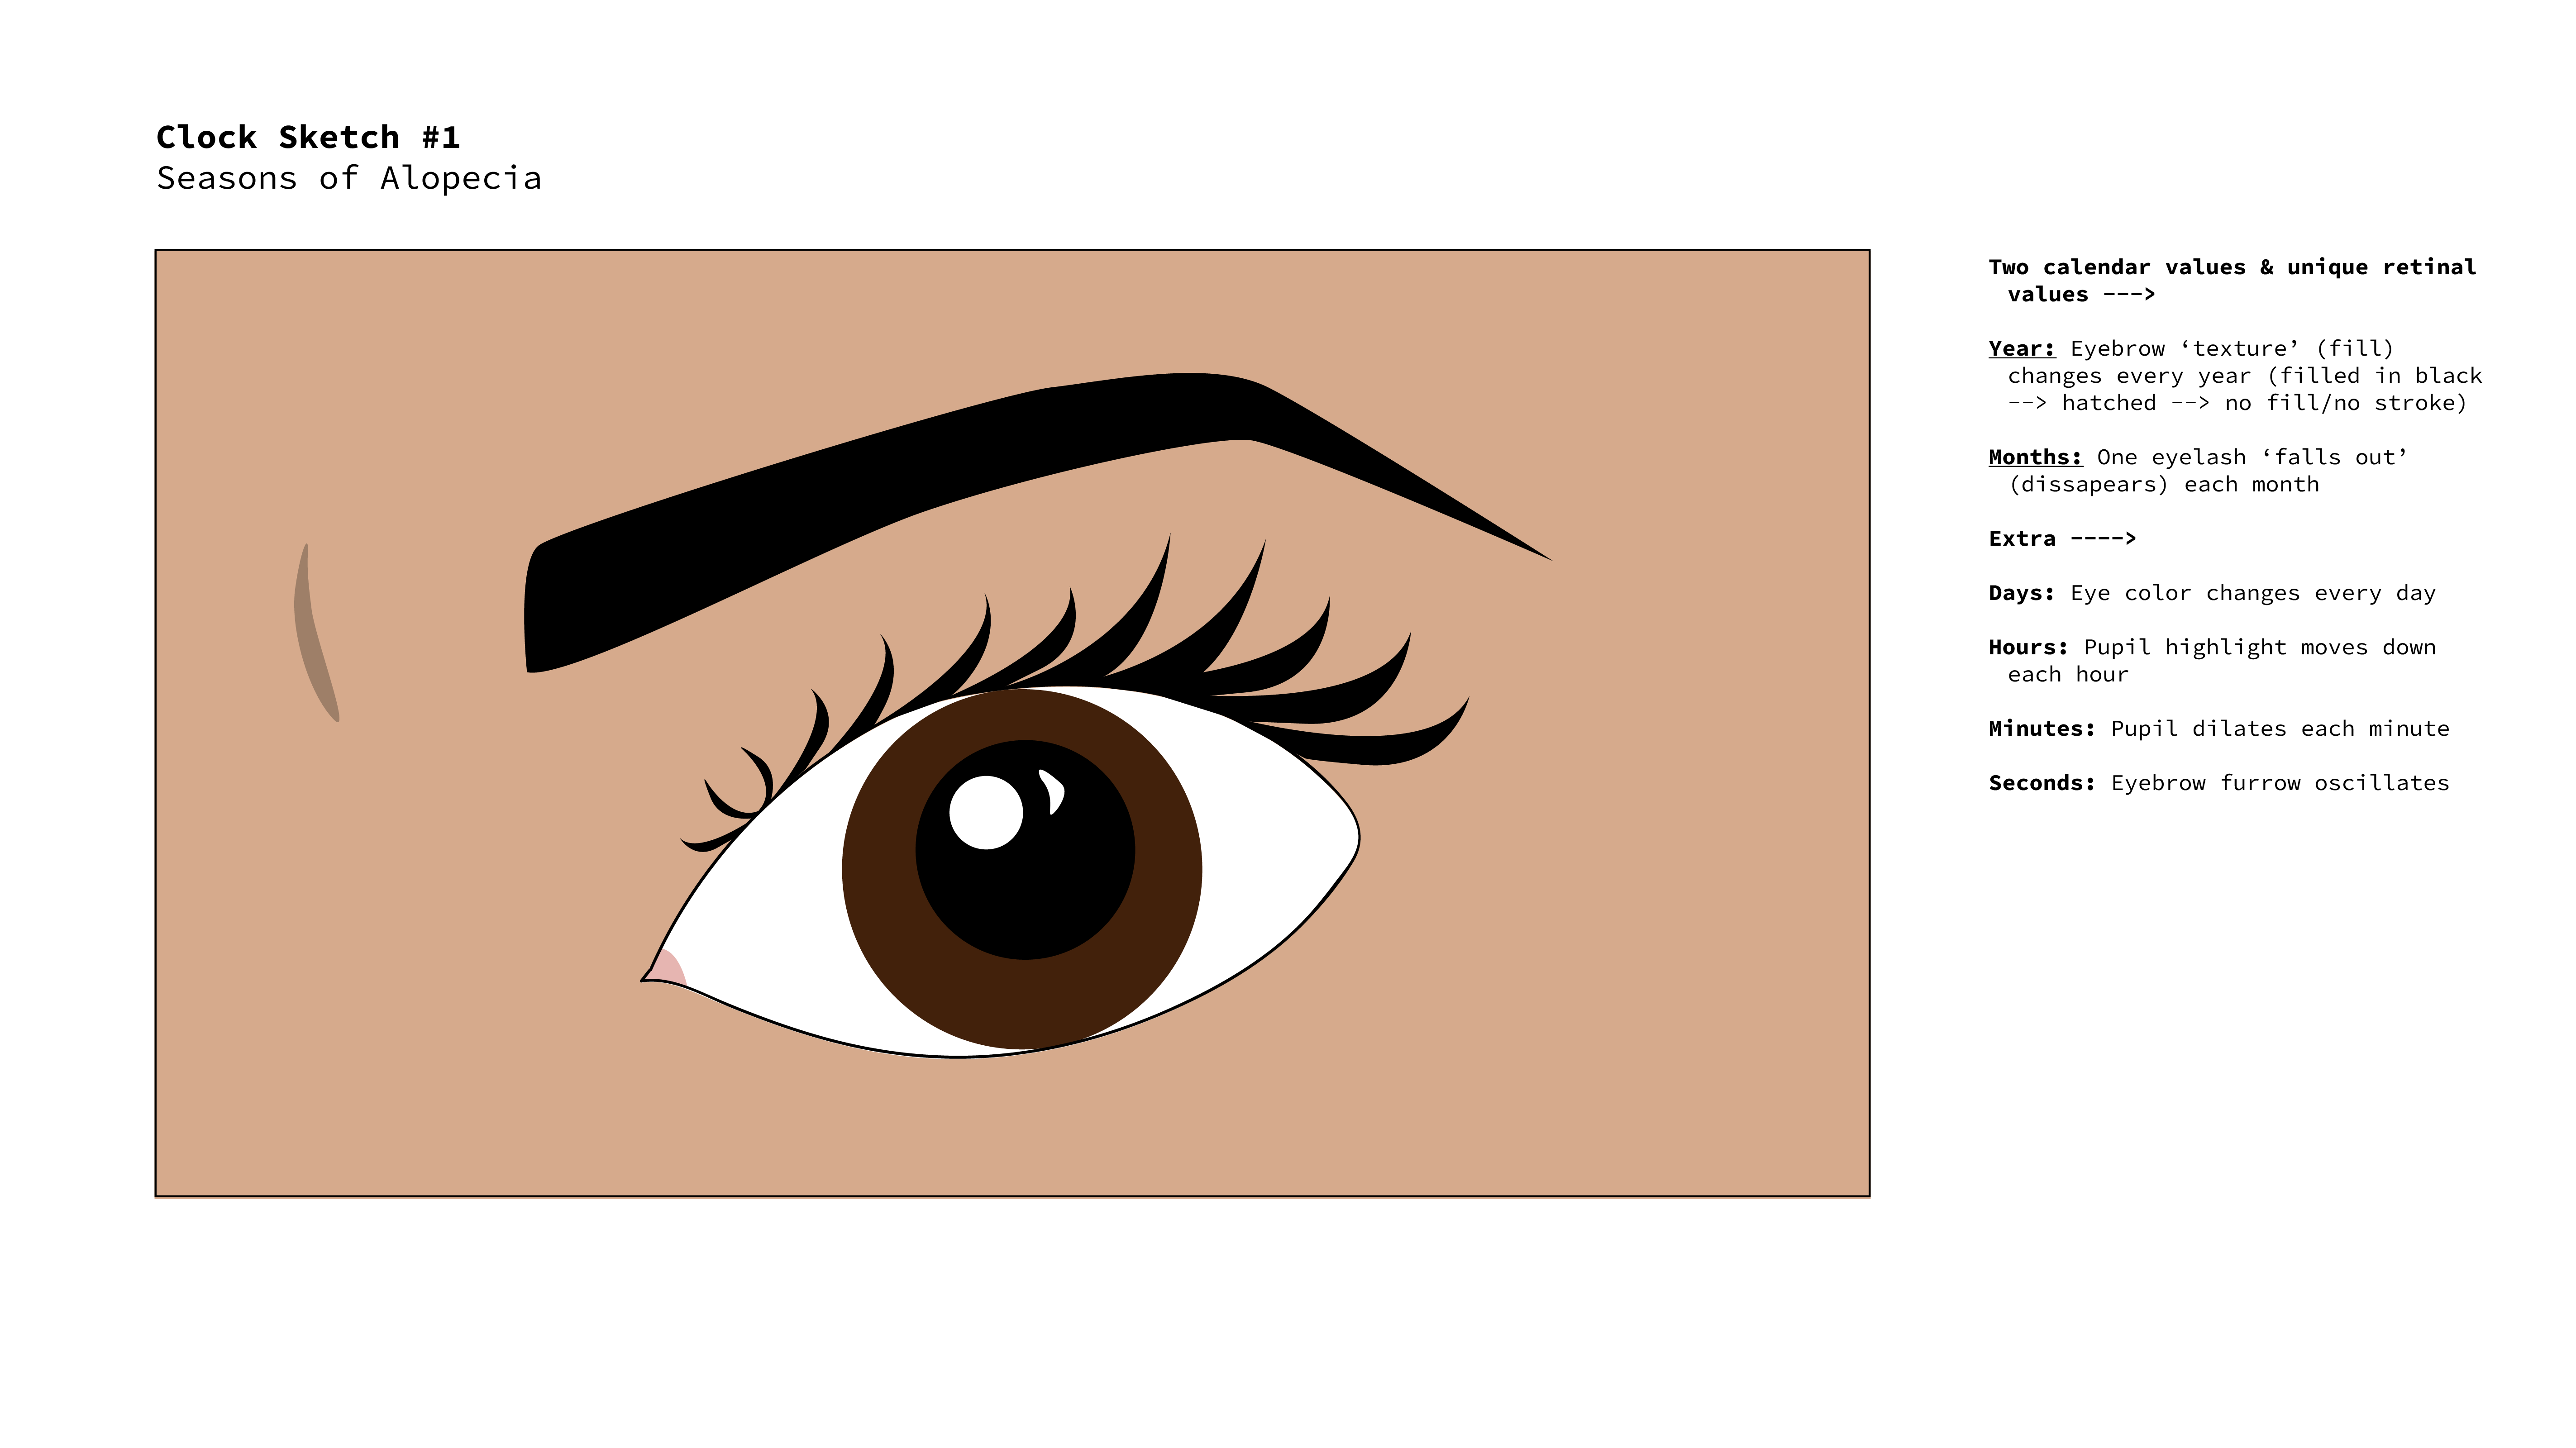 Clock Sketch #1
Seasons of Alopecia
Two calendar values & unique retinal
values --->
Year: Eyebrow ‘texture’ (fill)
changes every year (filled in black
--> hatched --> no fill/no stroke)
Months: One eyelash ‘falls out’
(dissapears) each month
Extra ---->
Days: Eye color changes every day
Hours: Pupil highlight moves down
each hour
Minutes: Pupil dilates each minute
Seconds: Eyebrow furrow oscillates